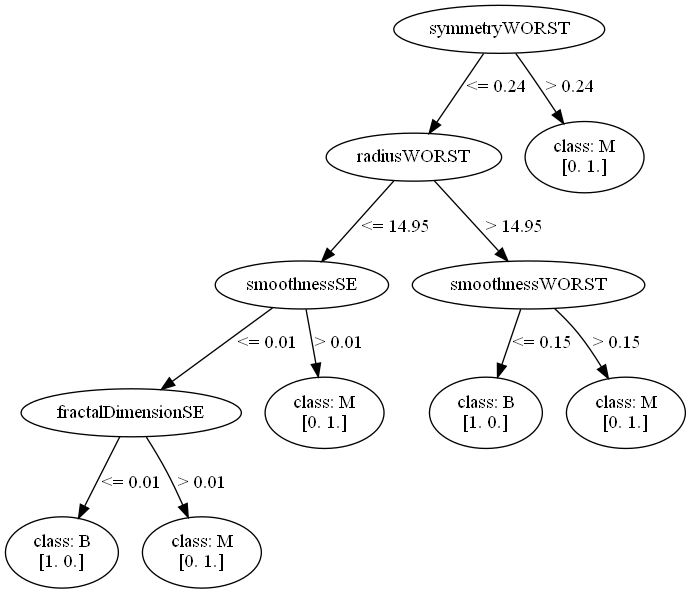 symmetryWORST
<= 0.24
> 0.24
radiusWORST
class: M
[0. 1.]
<= 14.95
> 14.95
smoothnessSE
smoothnessWORST
<= 0.01
> 0.01
<= 0.15
> 0.15
fractalDimensionSE
class: M
[0. 1.]
class: B
[1. 0.]
class: M
[0. 1.]
<= 0.01
> 0.01
class: B
[1. 0.]
class: M
[0. 1.]